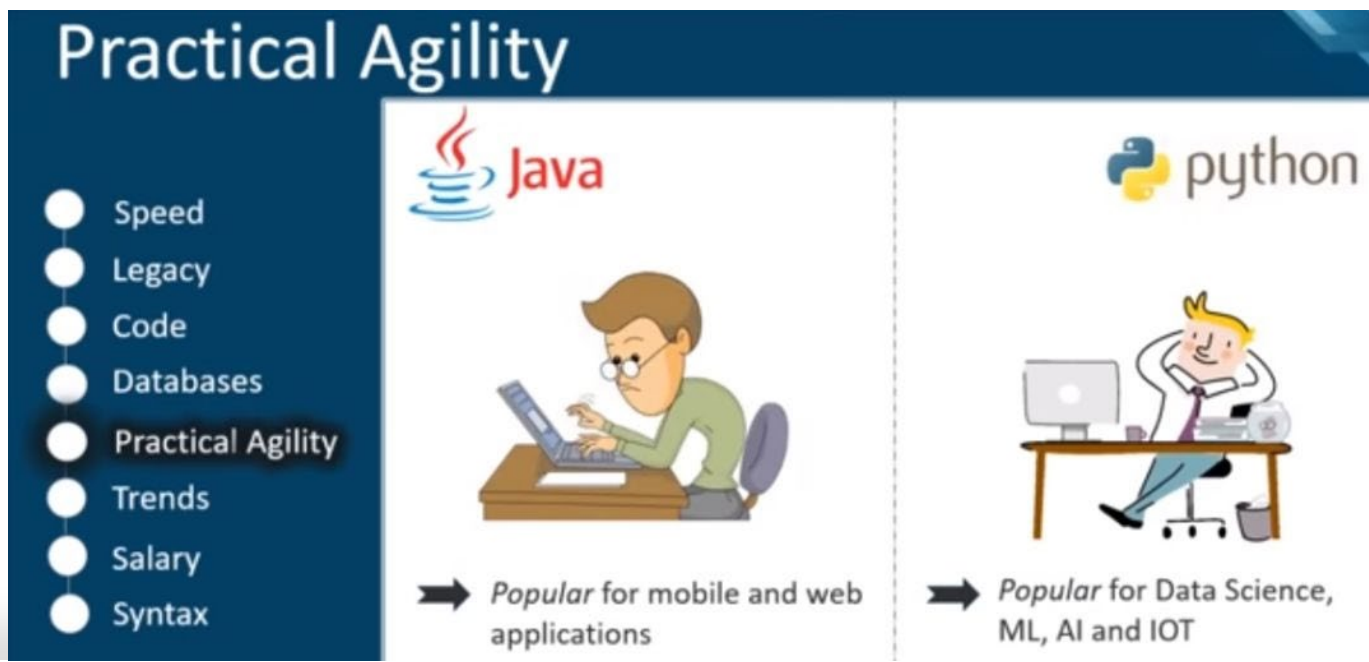 Practical Agility
Speed
Legacy
Code
Databases
Practical Agility
Trends
Salary
Syntax
Java
Popular for mobile and web
applications
python
Popular for Data Science,
ML, AI and IOT